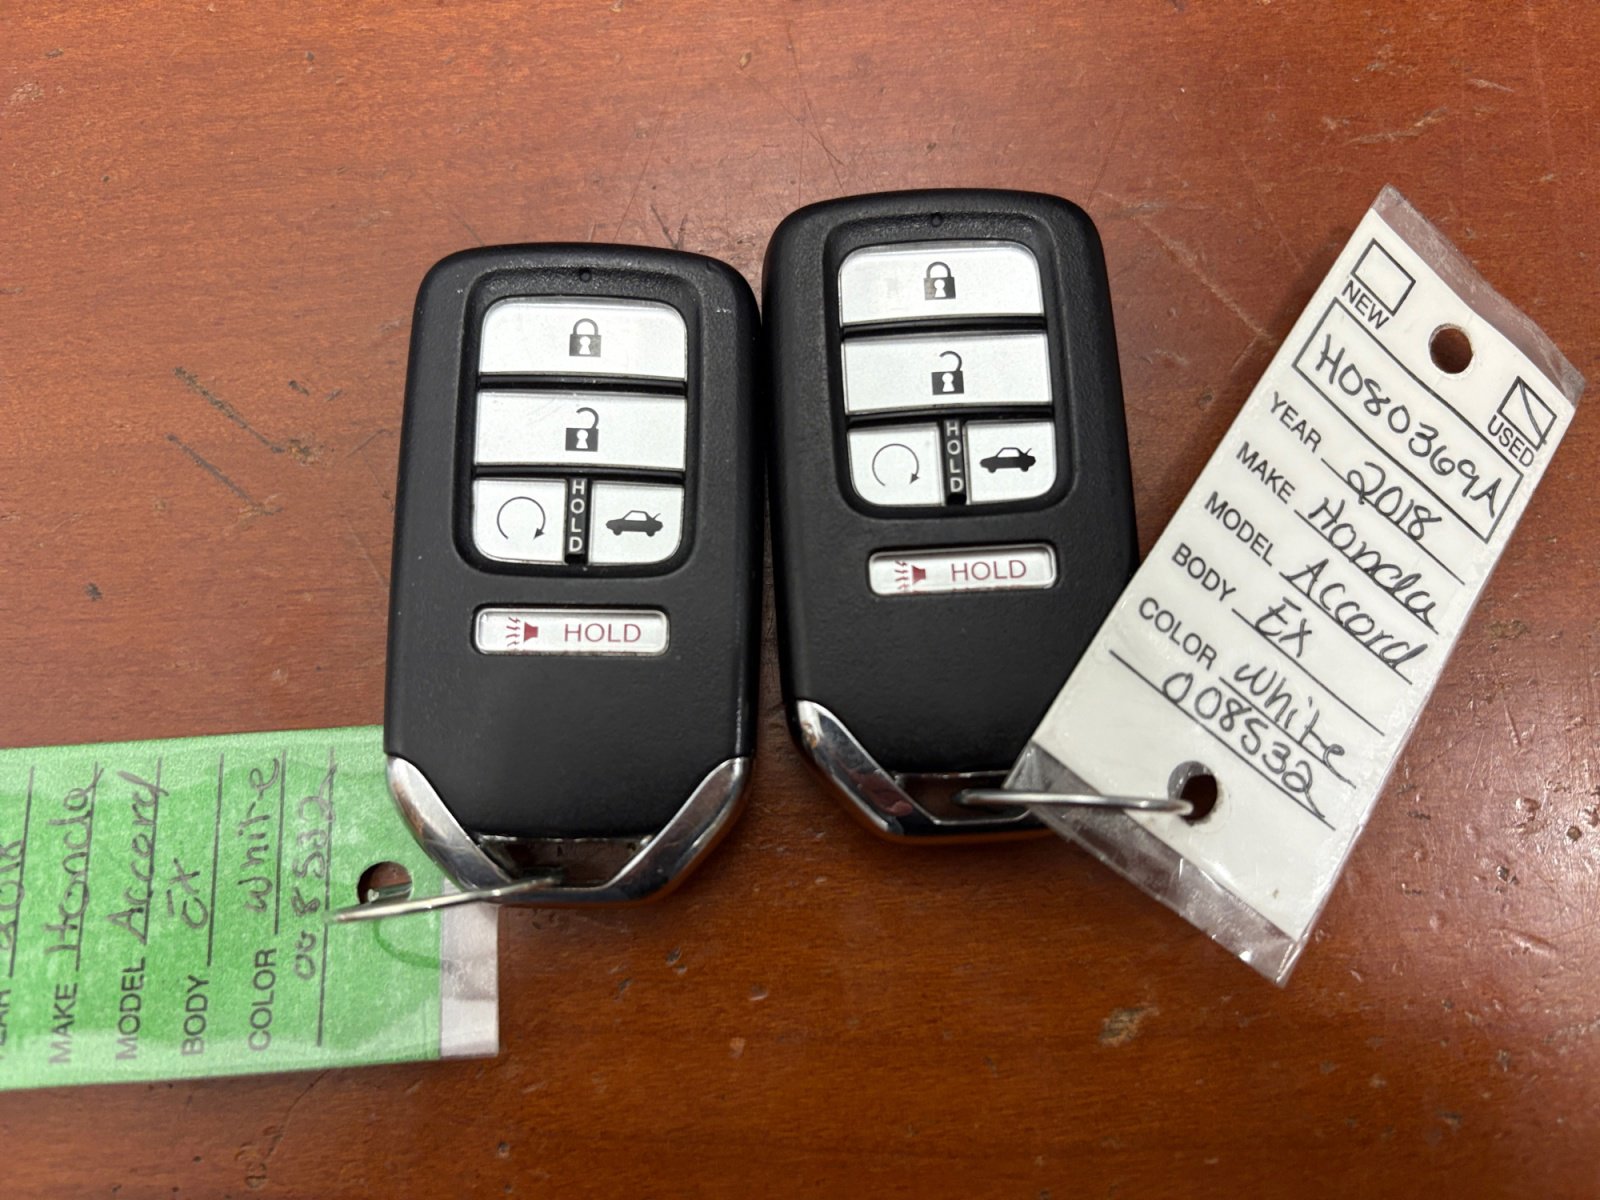 HOLD
HOLD
HOLD
HOLD
NEW
USED
H080369A
YEAR 2018
MAKE Honda
MODEL Accord
BODY EX
COLOR White
008532
MAKE Honda
MODEL Accord
BODY EX
COLOR White
008532